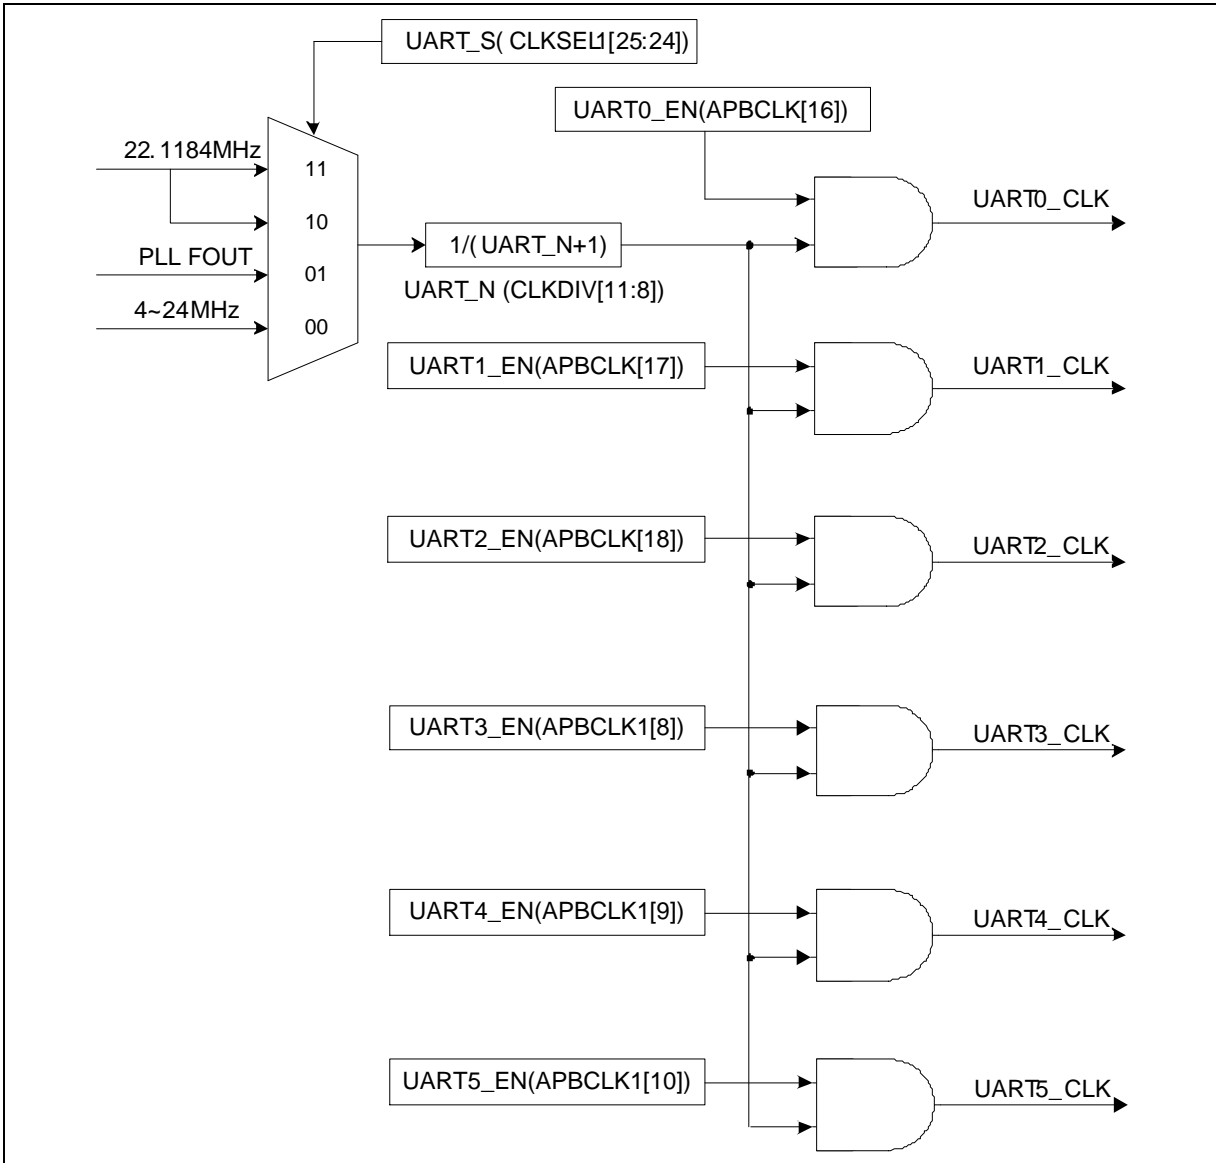 UART_S( CLKSEL1[25:24])
UART0_EN(APBCLK[16])
22.1184MHz
11
10
PLL FOUT
01
4~24MHz
00
1/( UART_N+1)
UART_N (CLKDIV[11:8])
UART0_CLK
UART1_EN(APBCLK[17])
UART1_CLK
UART2_EN(APBCLK[18])
UART2_CLK
UART3_EN(APBCLK1[8])
UART3_CLK
UART4_EN(APBCLK1[9])
UART4_CLK
UART5_EN(APBCLK1[10])
UART5_CLK